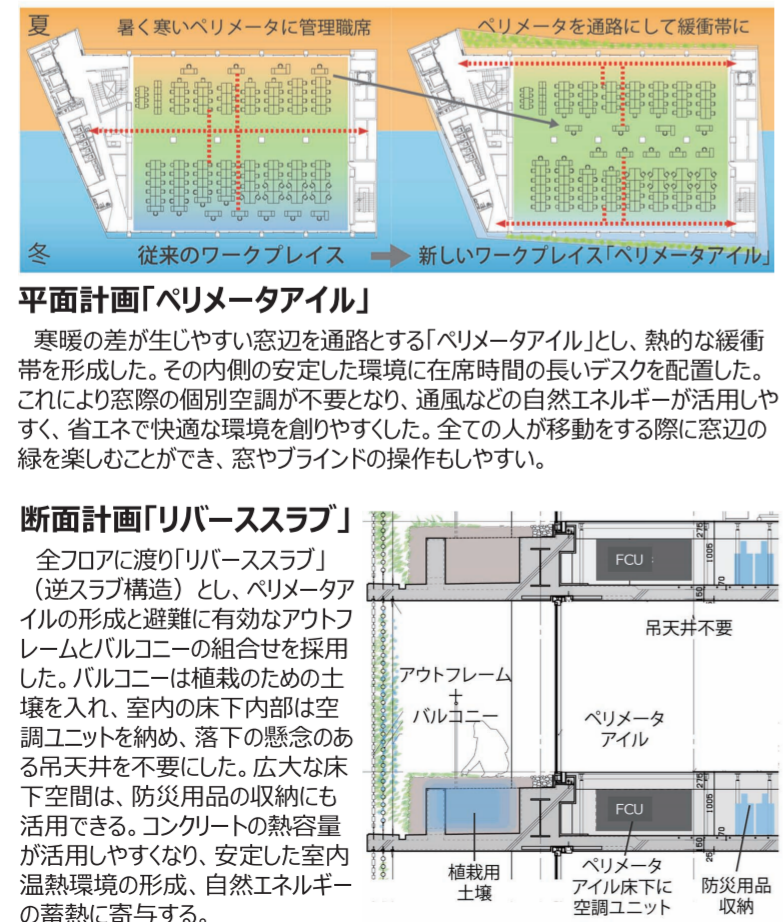 夏
暑く寒いペリメータに管理職席
ペリメータを通路にして緩衝帯に
冬
従来のワークプレイス
新しいワークプレイス「ペリメータアイル」
平面計画「ペリメータアイル」
寒暖の差が生じやすい窓辺を通路とする「ペリメータアイル」とし、熱的な緩衝
帯を形成した。その内側の安定した環境に在席時間の長いデスクを配置した。
これにより窓際の個別空調が不要となり、通風などの自然エネルギーが活用しや
すく、省エネで快適な環境を創りやすくした。全ての人が移動をする際に窓辺の
緑を楽しむことができ、窓やブラインドの操作もしやすい。
断面計画「リバーススラブ」
全フロアに渡り「リバーススラブ」
（逆スラブ構造）とし、ペリメータア
イルの形成と避難に有効なアウトフ
レームとバルコニーの組合せを採用
した。バルコニーは植栽のための土
壌を入れ、室内の床下内部は空
調ユニットを納め、落下の懸念のあ
る吊天井を不要にした。広大な床
下空間は、防災用品の収納にも
活用できる。コンクリートの熱容量
が活用しやすくなり、安定した室内
温熱環境の形成、自然エネルギー
の蓄熱に寄与する。
FCU
275
1005
70
150
吊天井不要
アウトフレーム
＋
バルコニー
ペリメータ
アイル
FCU
275
1005
70
150
25
植栽用
土壌
ペリメータ
アイル床下に
空調ユニット
防災用品
収納